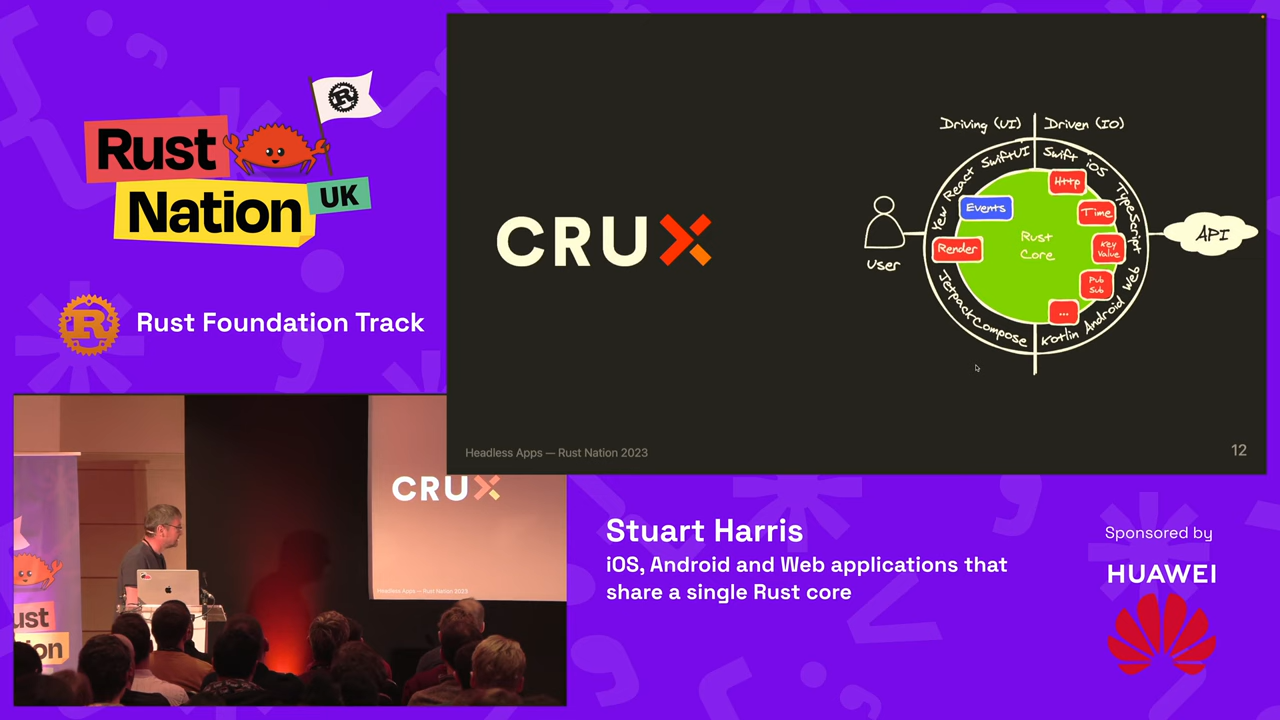 Rust
Nation
UK
R
Rust Foundation Track
CRUX
Driving (UI)
Driven (IO)
Yew React SwiftUI
Swift iOS
TypeScript
Web
Android
Kotlin
Jetpack Compose
Events
Render
Rust
Core
Http
Time
Key
Value
Pub
Sub
...
User
API
Headless Apps — Rust Nation 2023
12
CRUX
Headless Apps — Rust Nation 2023
ust
ion
Stuart Harris
iOS, Android and Web applications that
share a single Rust core
Sponsored by
HUAWEI